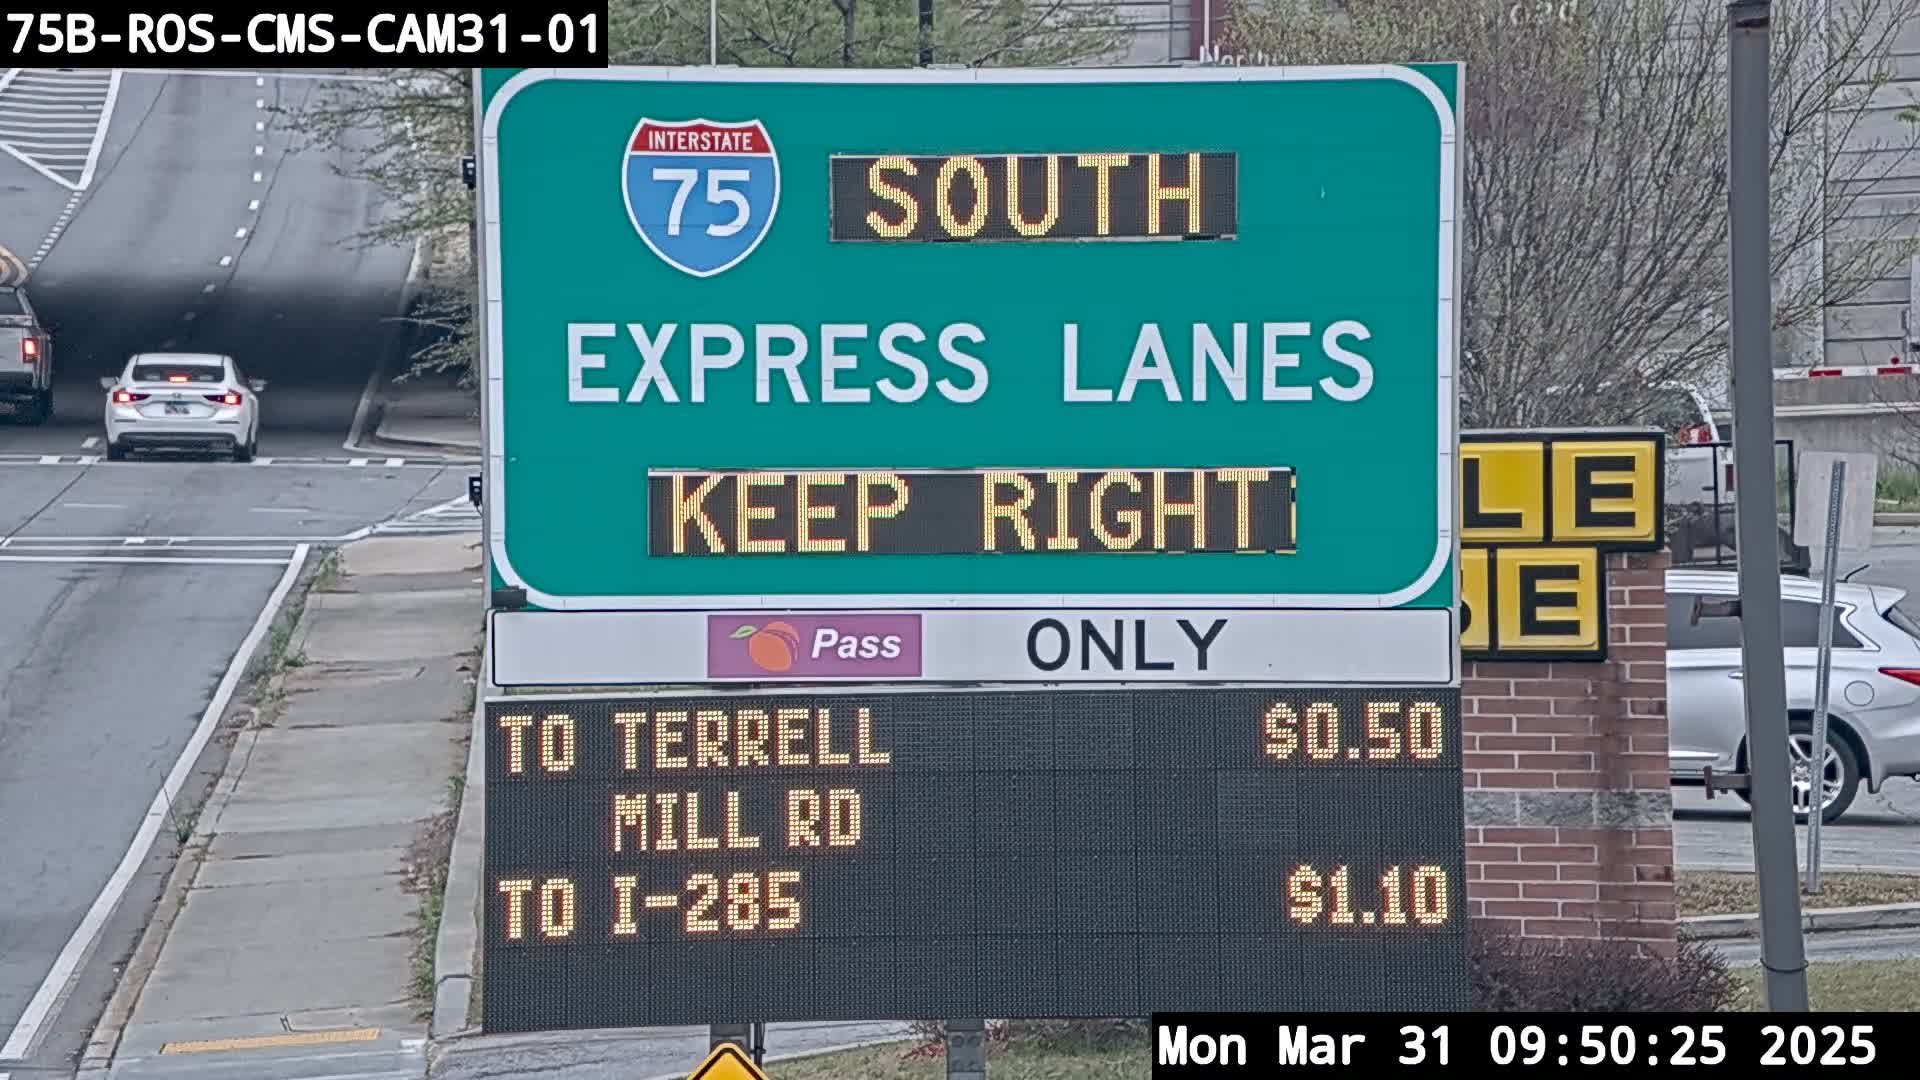 75B-ROS-CMS-CAM31-01
INTERSTATE
75
SOUTH
EXPRESS LANES
KEEP RIGHT
Pass ONLY
LE
E
TO TERRELL $0.50
MILL RD
TO I-285 $1.10
Mon Mar 31 09:50:25 2025